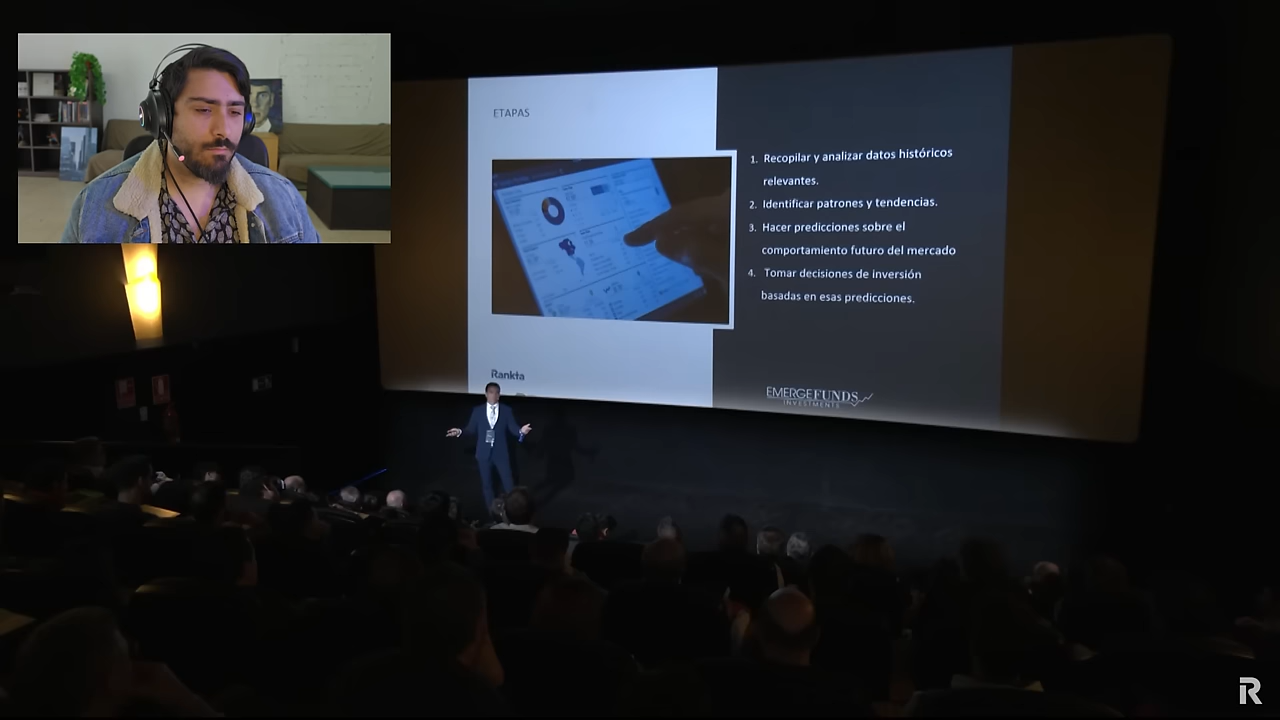 ETAPAS
1. Recopilar y analizar datos históricos
relevantes.
2. Identificar patrones y tendencias.
3. Hacer predicciones sobre el
comportamiento futuro del mercado
4. Tomar decisiones de inversión
basadas en esas predicciones.
Rankia
EMERGEFUNDS
INVESTMENTS
R